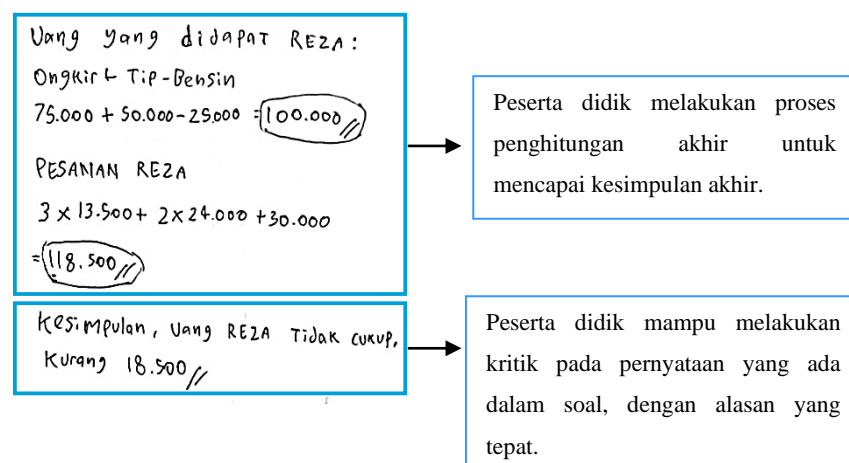 Uang yang didapat REZA:
Ongkir + Tip-Bensin
75.000 + 50.000 - 25.000 = 100.000 //
PESANAN REZA
3 x 13.500 + 2 x 24.000 + 30.000
= 118.500 //
Kesimpulan, Uang REZA Tidak cukup,
Kurang 18.500 //
Peserta didik melakukan proses
penghitungan akhir untuk
mencapai kesimpulan akhir.
Peserta didik mampu melakukan
kritik pada pernyataan yang ada
dalam soal, dengan alasan yang
tepat.